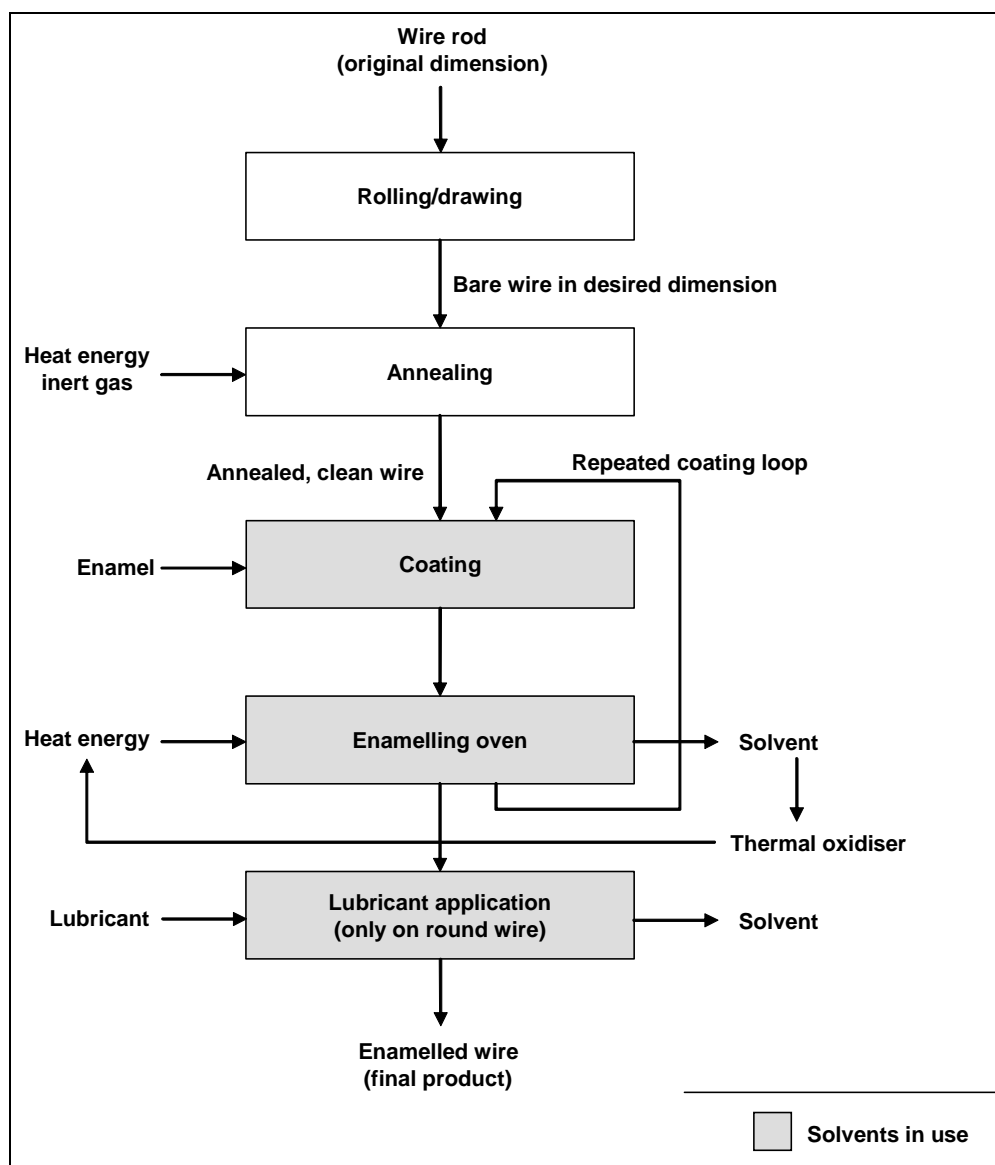 Wire rod
(original dimension)
Rolling/drawing
Bare wire in desired dimension
Heat energy
inert gas
Annealing
Repeated coating loop
Annealed, clean wire
Enamel
Coating
Heat energy
Enamelling oven
Solvent
Thermal oxidiser
Lubricant
Lubricant application
(only on round wire)
Solvent
Enamelled wire
(final product)
Solvents in use